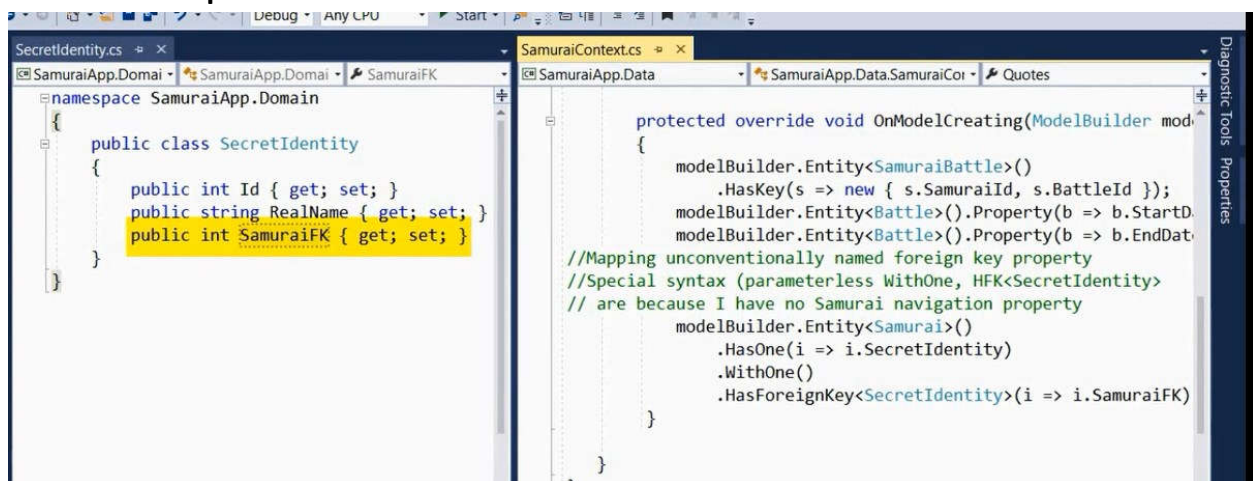 Debug Any CPU Start
SecretIdentity.cs
SamuraiApp.Domai SamuraiApp.Domai SamuraiFK
namespace SamuraiApp.Domain
{
public class SecretIdentity
{
public int Id { get; set; }
public string RealName { get; set; }
public int SamuraiFK { get; set; }
}
}
SamuraiContext.cs
SamuraiApp.Data SamuraiApp.Data.SamuraiCo Quotes
protected override void OnModelCreating(ModelBuilder mod
{
modelBuilder.Entity<SamuraiBattle>()
.HasKey(s => new { s.SamuraiId, s.BattleId });
modelBuilder.Entity<Battle>().Property(b => b.StartD
modelBuilder.Entity<Battle>().Property(b => b.EndDat
//Mapping unconventionally named foreign key property
//Special syntax (parameterless WithOne, HFK<SecretIdentity>
// are because I have no Samurai navigation property
modelBuilder.Entity<Samurai>()
.HasOne(i => i.SecretIdentity)
.WithOne()
.HasForeignKey<SecretIdentity>(i => i.SamuraiFK)
}
}
Diagnostic Tools
Properties